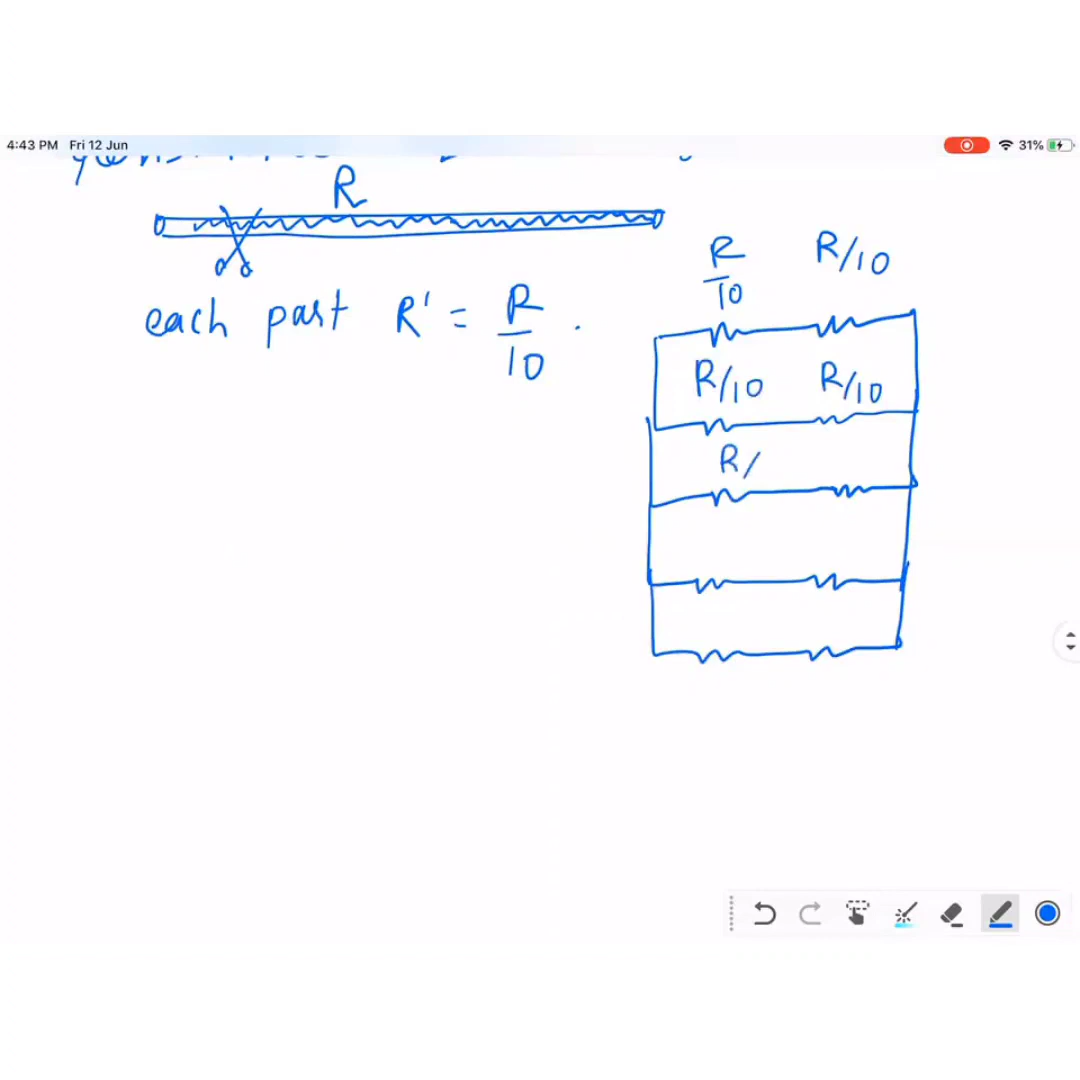 4:43 PM Fri 12 Jun
31%
R
R/10 R/10
each part R' = R/10 .
R/10 R/10
R/